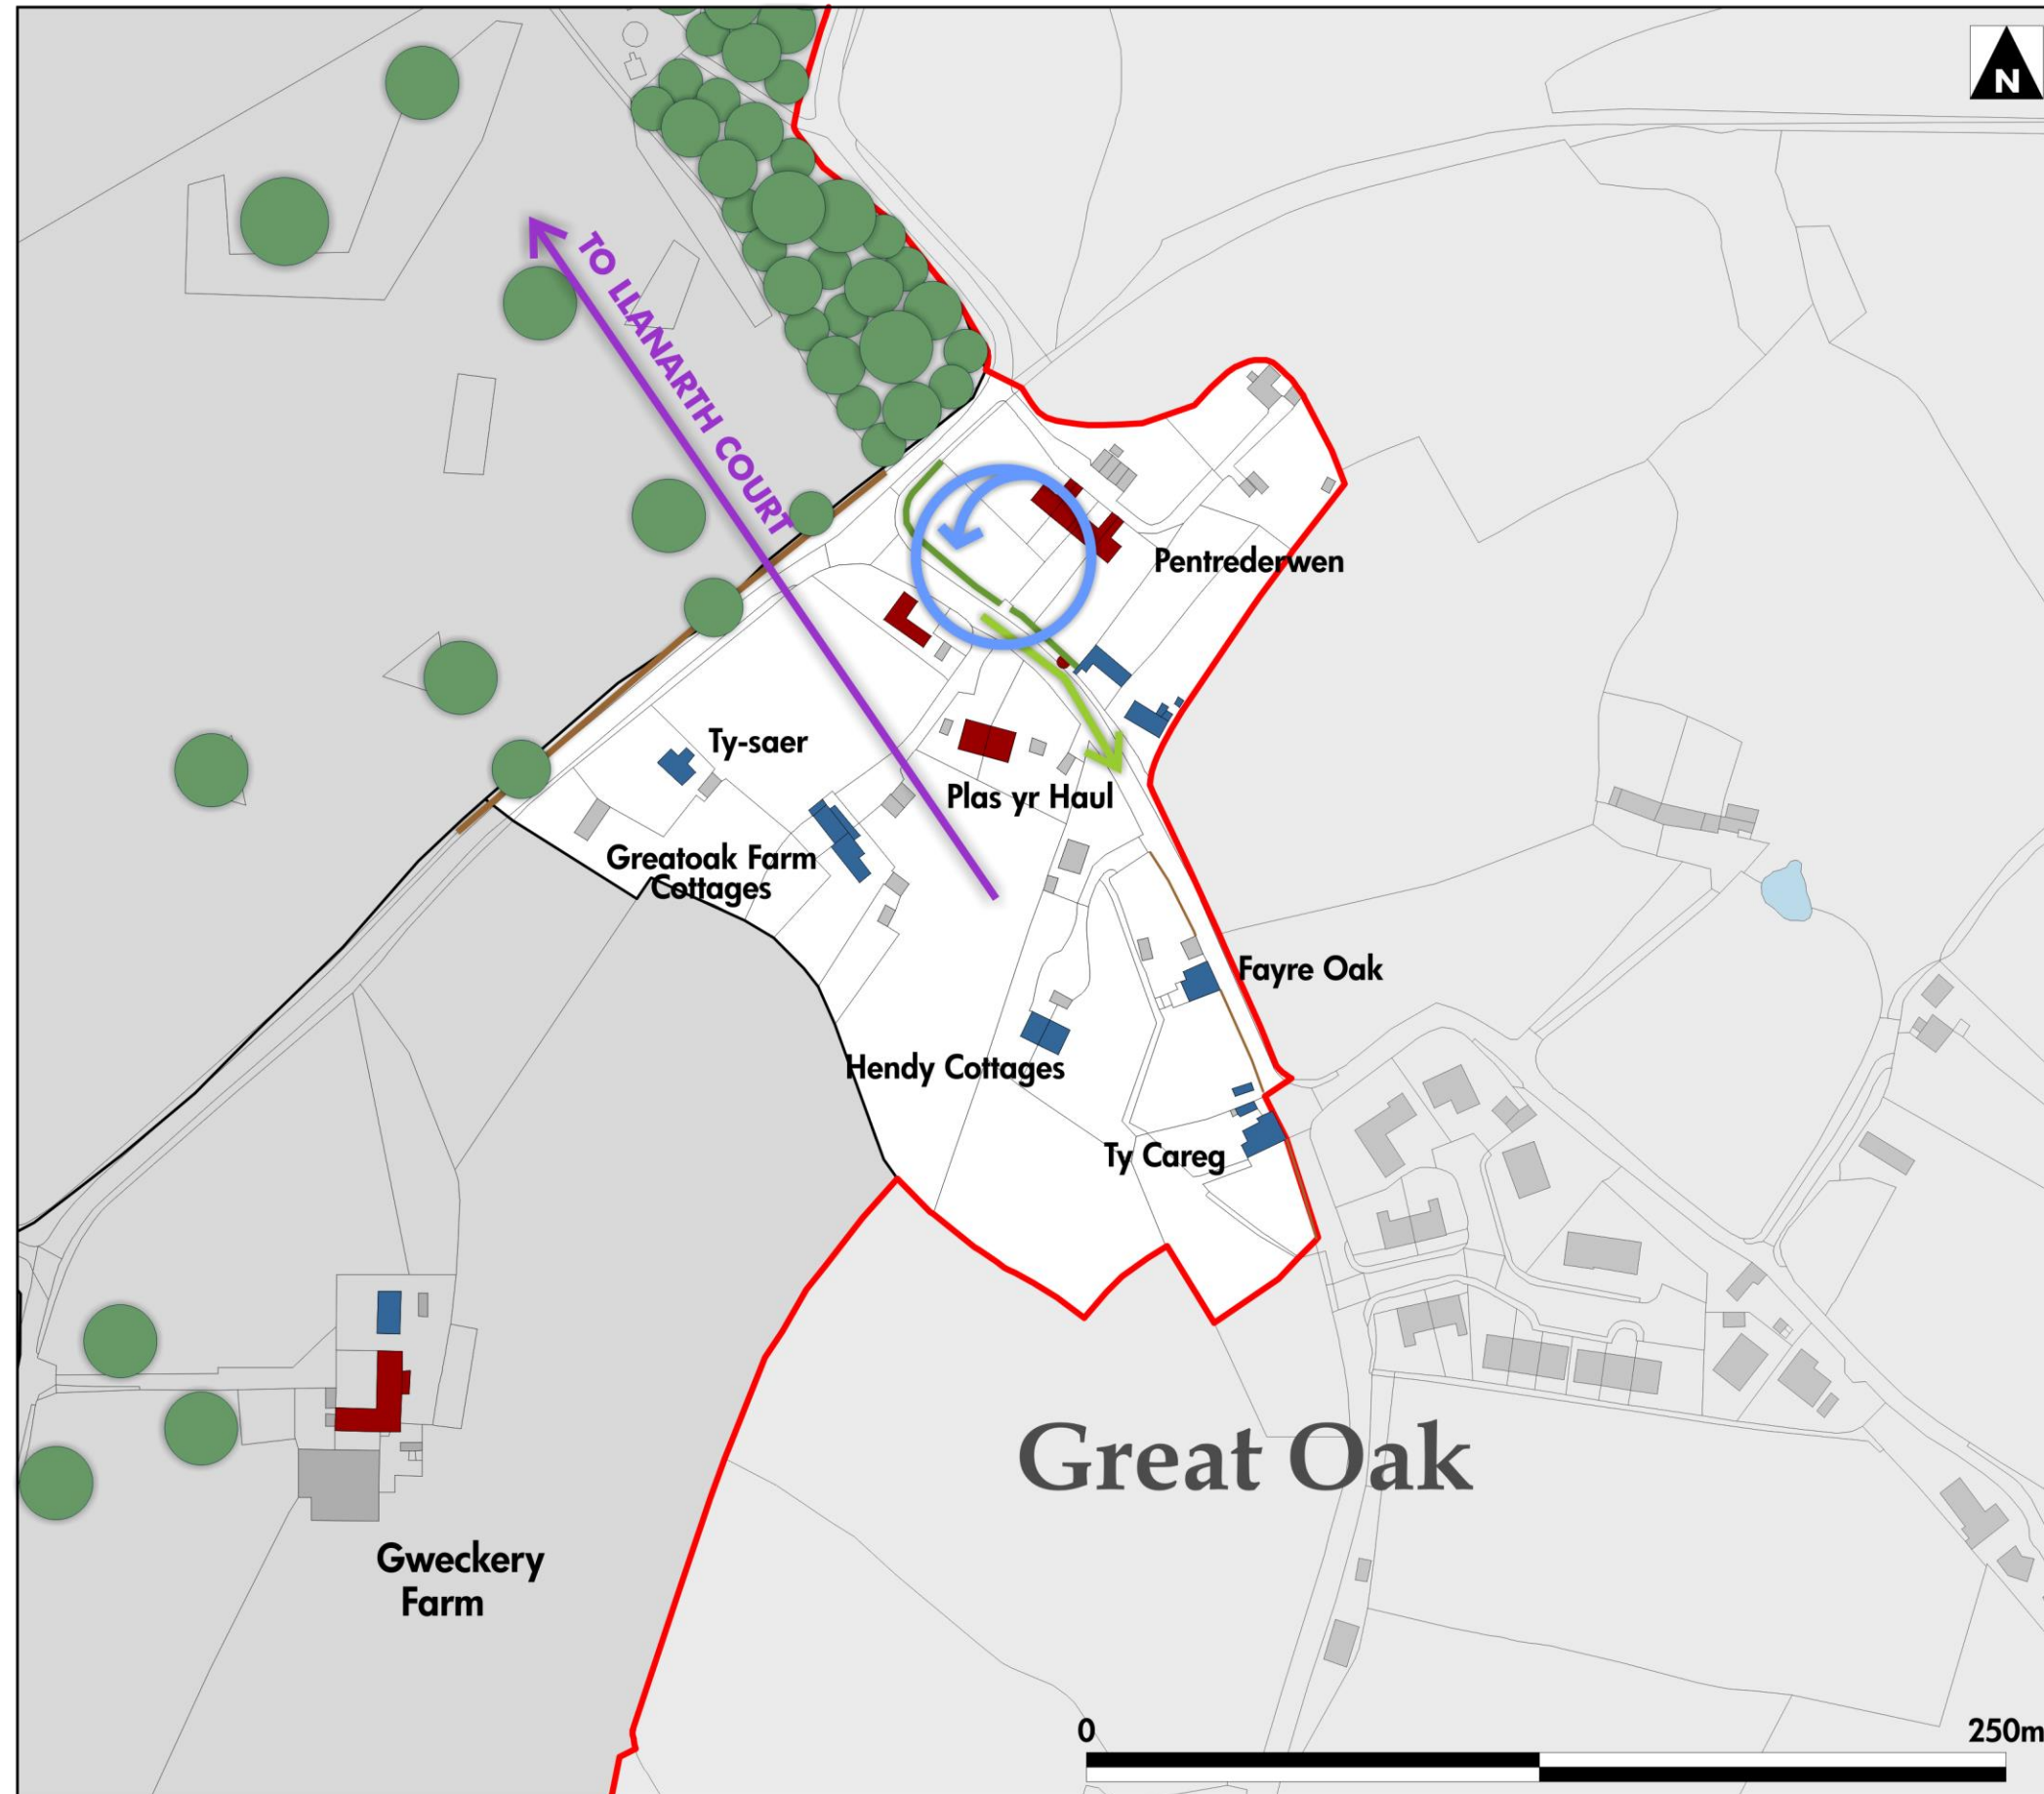 N
TO LLANARTH COURT
Pentrederwen
Ty-saer
Plas yr Haul
Greatoak Farm
Cottages
Fayre Oak
Hendy Cottages
Ty Careg
Great Oak
Gweckery
Farm
0
250m